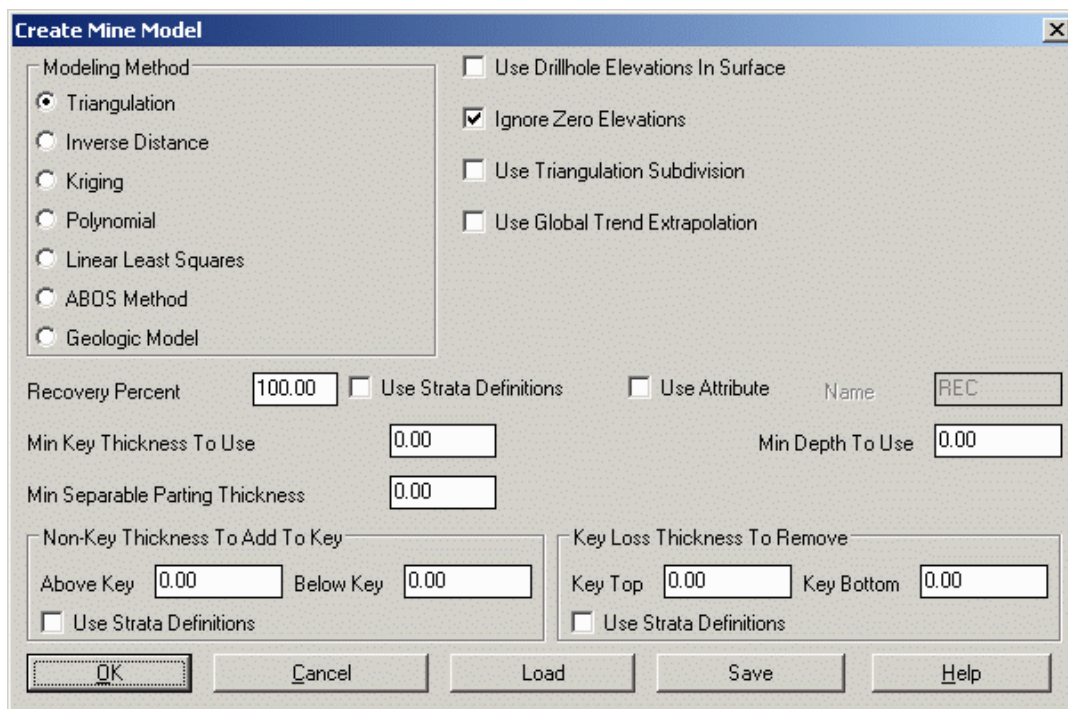 Create Mine Model
Modeling Method
Triangulation
Inverse Distance
Kriging
Polynomial
Linear Least Squares
ABOS Method
Geologic Model
Use Drillhole Elevations In Surface
Ignore Zero Elevations
Use Triangulation Subdivision
Use Global Trend Extrapolation
Recovery Percent 100.00 Use Strata Definitions Use Attribute Name REC
Min Key Thickness To Use 0.00 Min Depth To Use 0.00
Min Separable Parting Thickness 0.00
Non-Key Thickness To Add To Key
Above Key 0.00 Below Key 0.00
Use Strata Definitions
Key Loss Thickness To Remove
Key Top 0.00 Key Bottom 0.00
Use Strata Definitions
OK Cancel Load Save Help